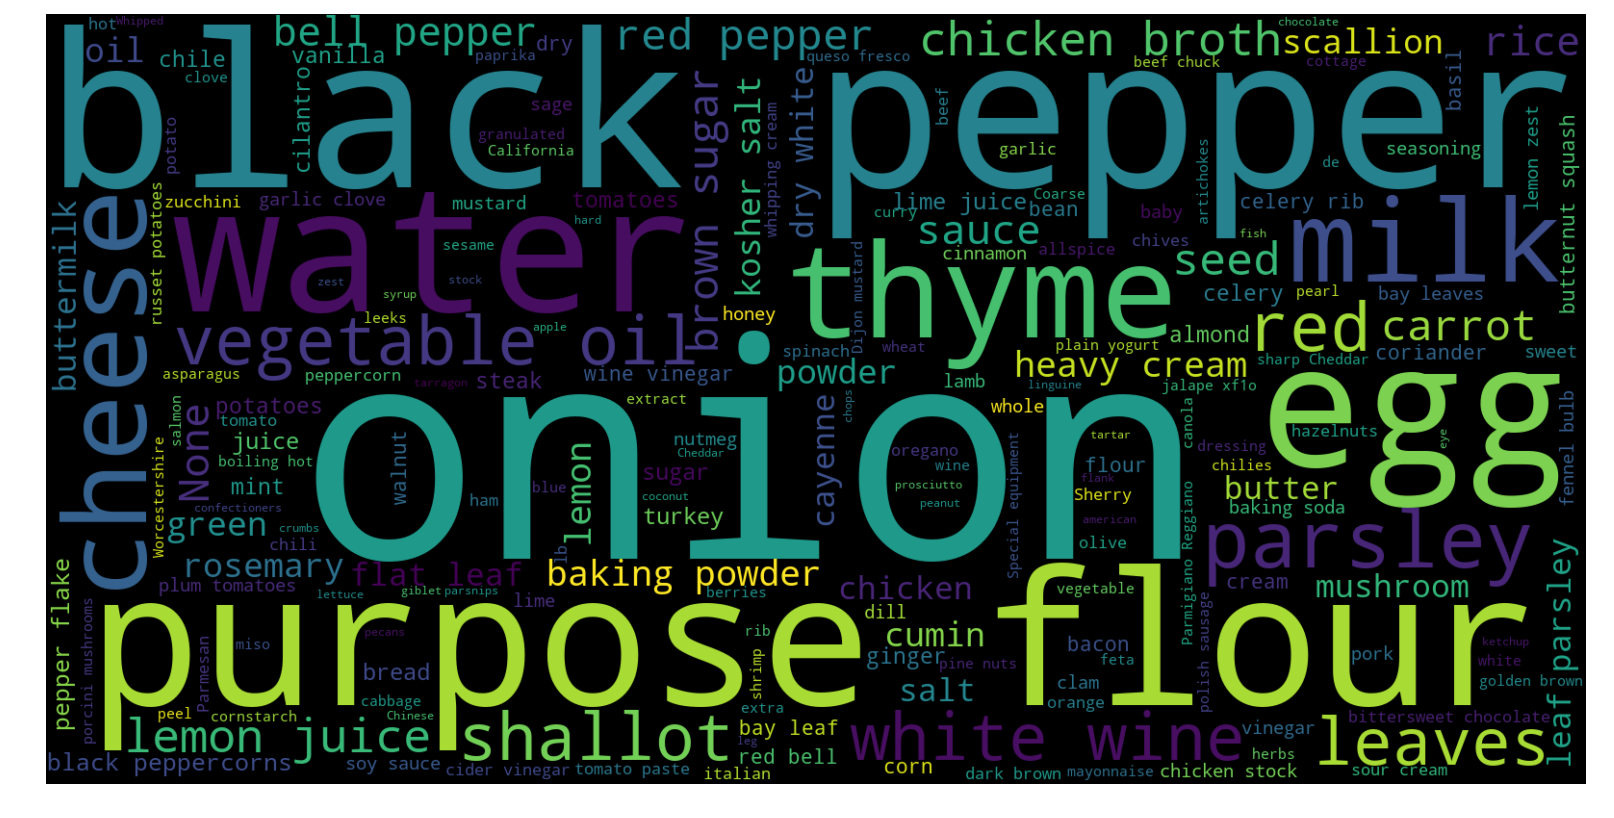 black pepper
onion
purpose flour
water
egg
thyme
cheese
milk
vegetable oil
parsley
white wine
shallot
leaves
lemon juice
red
brown sugar
chicken broth
bell pepper
red pepper
scallion
rice
oil
hot
Whipped
chile
clove
vanilla
paprika
dry
sage
granulated
California
cilantro
potato
kosher salt
whipping cream
dry white
queso fresco
beef
beef chuck
chocolate
cottage
basil
garlic
artichokes
de
seasoning
lemon zest
butternut squash
zucchini
garlic clove
mustard
tomatoes
hard
sesame
stock
zest
syrup
leeks
apple
buttermilk
russet potatoes
lime juice
curry
Coarse
bean
baby
chives
celery rib
fish
sauce
cinnamon
allspice
seed
celery
pearl
bay leaves
honey
.
spinach
Dijon mustard
wheat
plain yogurt
almond
carrot
sharp Cheddar
coriander
sweet
asparagus
peppercorn
tarragon
steak
wine vinegar
powder
lamb
heavy cream
linguine
jalape xf1o
None
potatoes
tomato
juice
boiling hot
mint
salmon
Worcestershire
confectioners
green
crumbs
chili
rosemary
plum tomatoes
extract
walnut
ham
blue
lemon
nutmeg
Cheddar
sugar
coconut
turkey
lb
cayenne
chops
whole
oregano
wine
prosciutto
peanut
Special equipment
tartar
flour
flank
Sherry
american
olive
vegetable
canola
dressing
chilies
butter
baking soda
hazelnuts
eye
fennel bulb
Parmigiano Reggiano
flat leaf
baking powder
lettuce
giblet
parsnips
lime
berries
chicken
dill
cumin
cream
mushroom
leaf parsley
pepper flake
porcini mushrooms
Parmesan
miso
pecans
bread
cabbage
Chinese
peel
cornstarch
rib
shrimp
extra
ginger
pine nuts
salt
bacon
feta
clam
orange
polish sausage
pork
ketchup
white
golden brown
bay leaf
leg
red bell
vinegar
herbs
bittersweet chocolate
black peppercorns
soy sauce
cider vinegar
tomato paste
italian
corn
dark brown
mayonnaise
chicken stock
sour cream